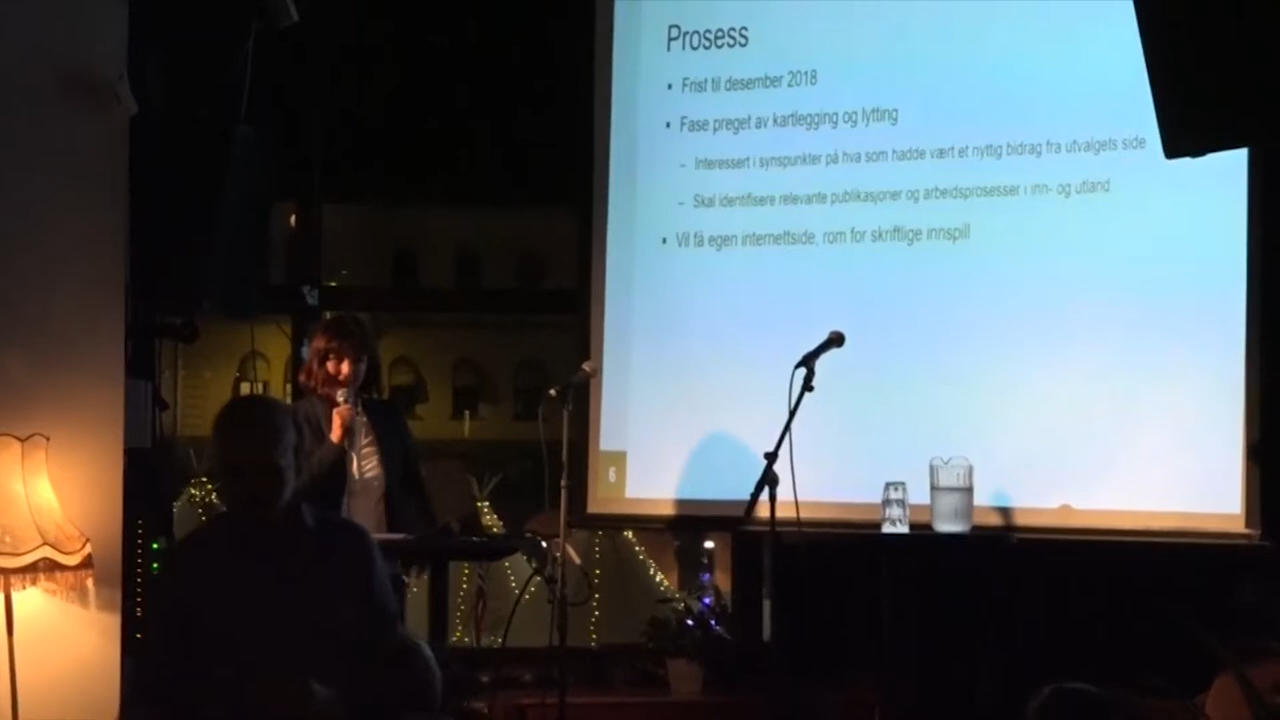 Prosess
Frist til desember 2018
Fase preget av kartlegging og lytting
Interessert i synspunkter på hva som hadde vært et nyttig bidrag fra utvalgets side
Skal identifisere relevante publikasjoner og arbeidsprosesser i inn- og utland
Vil få egen internettside, rom for skriftlige innspill
6